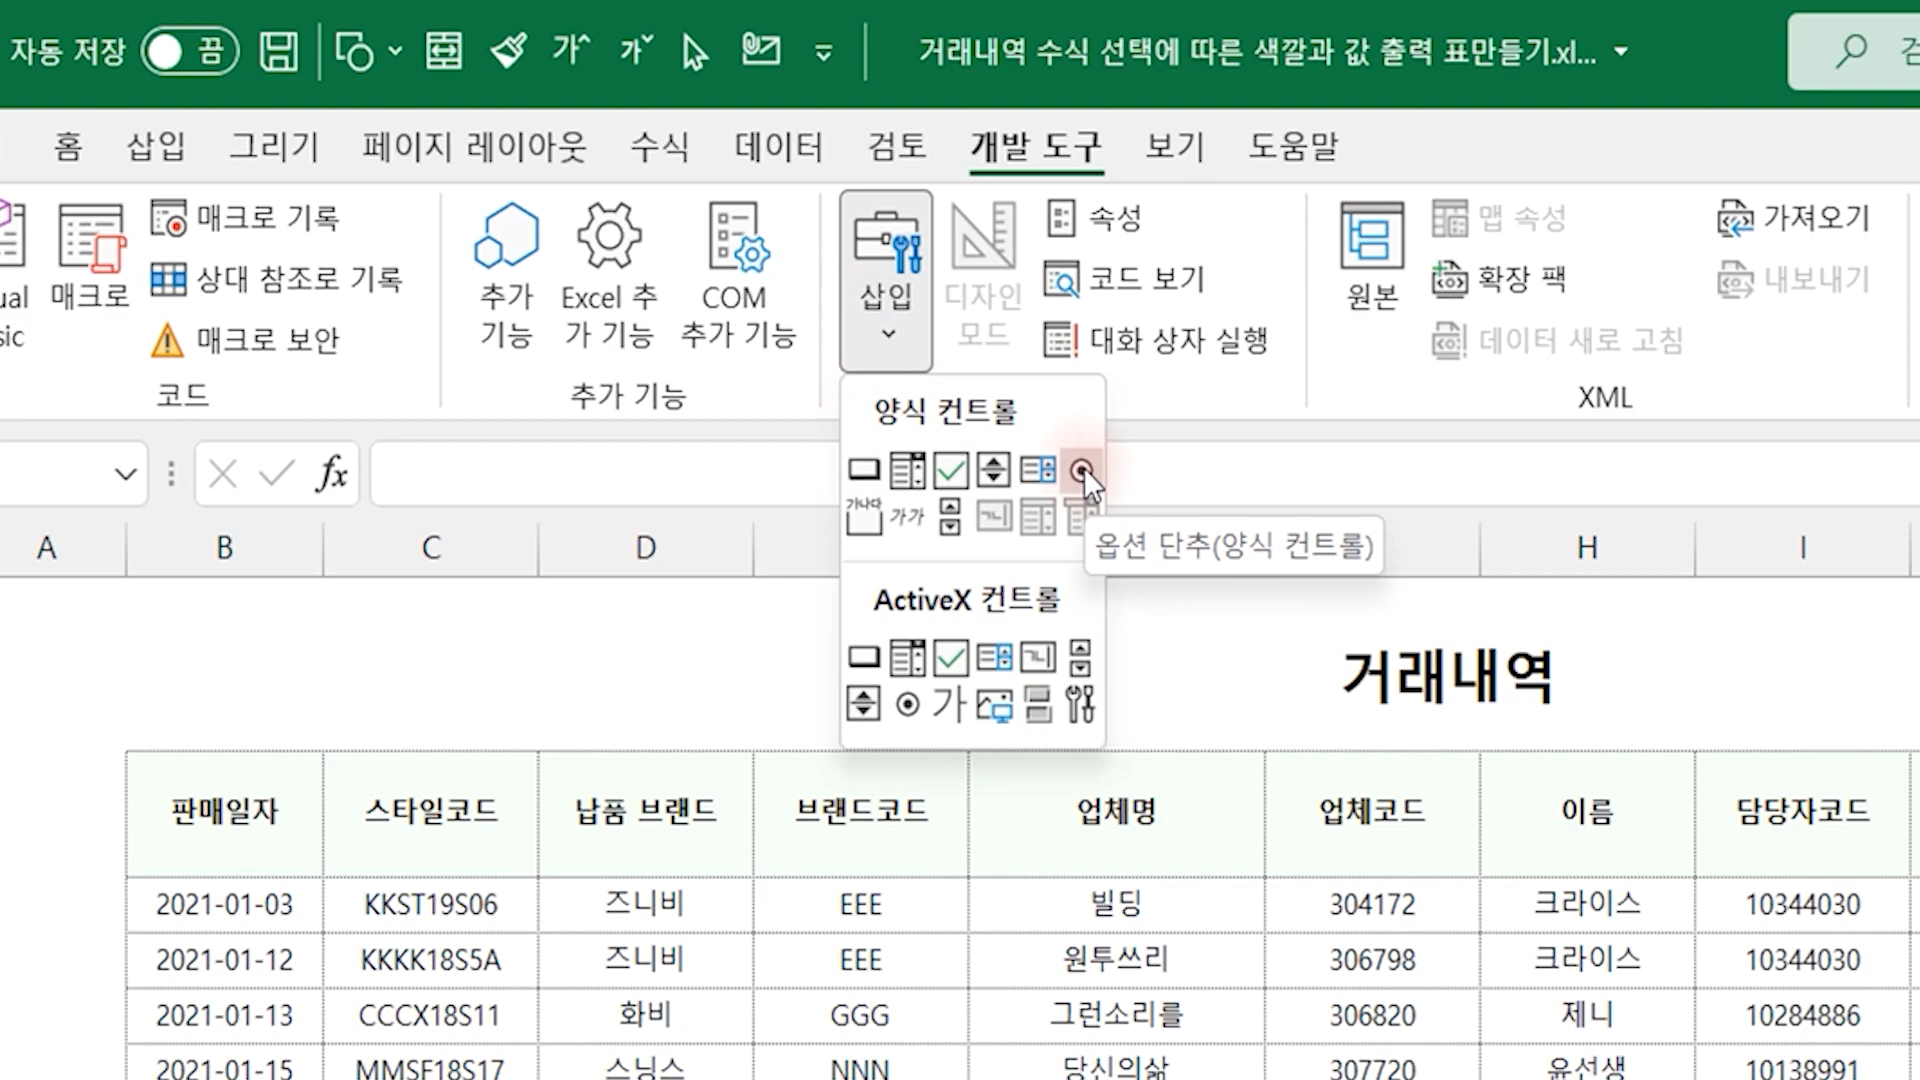 자동 저장 끔 가^ 가ˇ 거래내역 수식 선택에 따른 색깔과 값 출력 표만들기.xl...
홈 삽입 그리기 페이지 레이아웃 수식 데이터 검토 개발 도구 보기 도움말
매크로
매크로 기록
상대 참조로 기록
매크로 보안
코드
추가
기능
Excel 추
가 기능
COM
추가 기능
추가 기능
삽입
디자인
모드
속성
코드 보기
대화 상자 실행
원본
맵 속성
확장 팩
데이터 새로 고침
가져오기
내보내기
XML
양식 컨트롤
가나다 가가
옵션 단추(양식 컨트롤)
ActiveX 컨트롤
가
fx
A B C D H I
거래내역
판매일자 스타일코드 납품 브랜드 브랜드코드 업체명 업체코드 이름 담당자코드
2021-01-03 KKST19S06 즈니비 EEE 빌딩 304172 크라이스 10344030
2021-01-12 KKKK18S5A 즈니비 EEE 원투쓰리 306798 크라이스 10344030
2021-01-13 CCCX18S11 화비 GGG 그런소리를 306820 제니 10284886
2021-01-15 MMSF18S17 스닝스 NNN 당신의삶 307720 윤선생 10138991